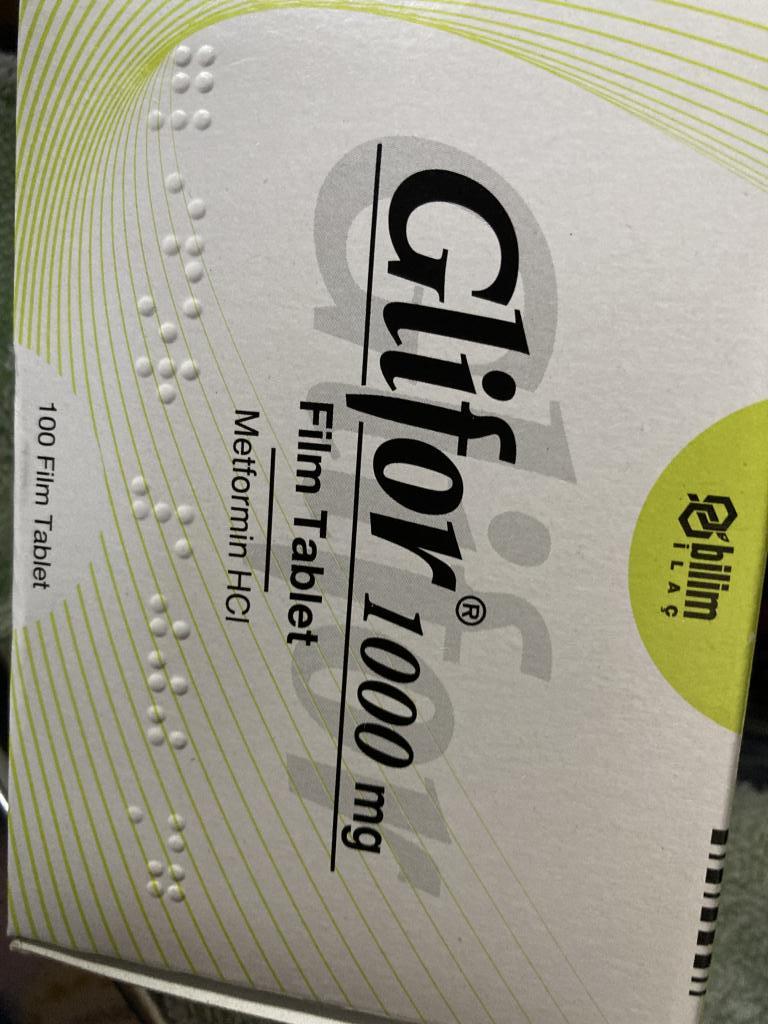 bilim
İLAÇ
Glifor® 1000 mg
Film Tablet
Metformin HCl
100 Film Tablet